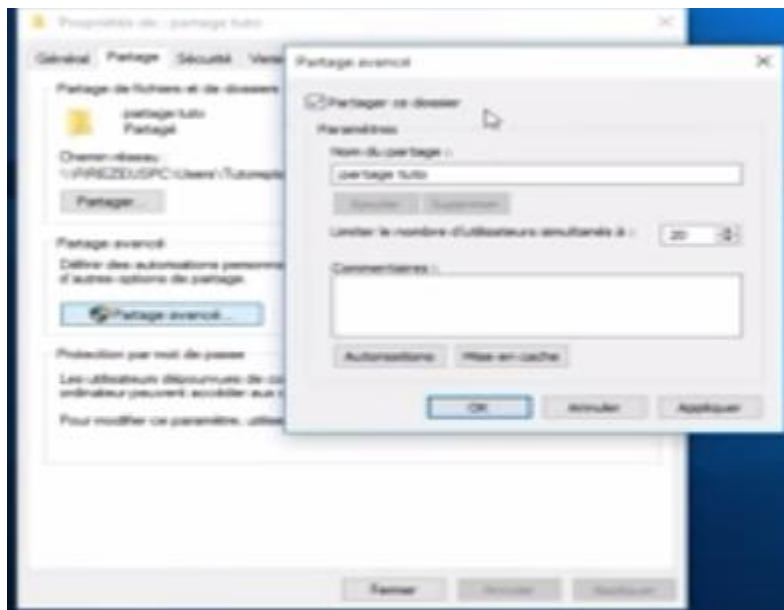 Propriétés de : partage tuto
Général Partage Sécurité
Partage de fichiers et de dossiers
partage tuto
Partagé
Chemin réseau :
Partager...
Partage avancé
Définir des autorisations
d'autres options de partage.
Partage avancé...
Protection par mot de passe
Les utilisateurs dépourvues de
ordinateur peuvent accéder aux
Pour modifier ce paramètre,
Fermer Annuler Appliquer
Partage avancé
Partager ce dossier
Paramètres
Nom du partage :
partage tuto
Ajouter Supprimer
Limiter le nombre d'utilisateurs simultanés à : 20
Commentaires :
Autorisations Mise en cache
OK Annuler Appliquer